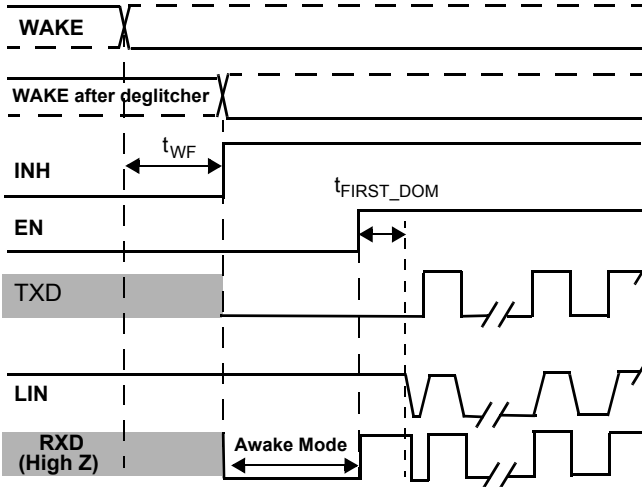 WAKE
WAKE after deglitcher
tWF
INH
tFIRST_DOM
EN
TXD
LIN
RXD
(High Z)
Awake Mode